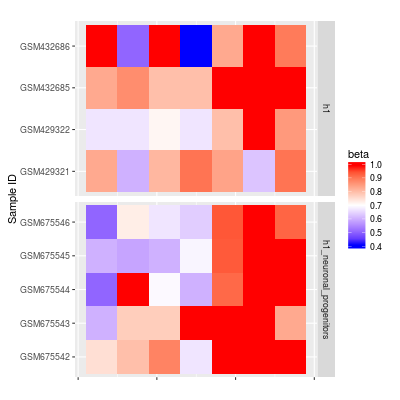 GSM432686
GSM432685
GSM429322
GSM429321
h1
GSM675546
GSM675545
GSM675544
GSM675543
GSM675542
h1_neuronal_progenitors
Sample ID
beta
1.0
0.9
0.8
0.7
0.6
0.5
0.4